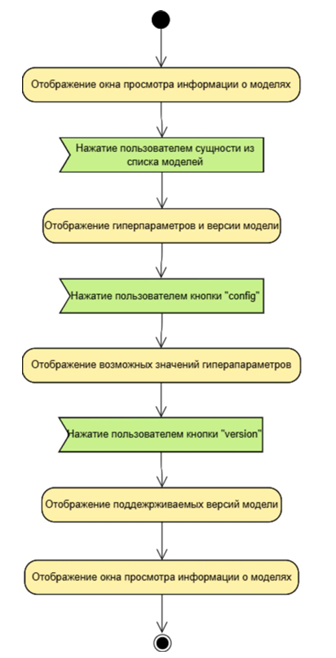 Отображение окна просмотра информации о моделях
Нажатие пользователем сущности из
списка моделей
Отображение гиперпараметров и версии модели
Нажатие пользователем кнопки "config"
Отображение возможных значений гиперапараметров
Нажатие пользователем кнопки "version"
Отображение поддежрживаемых версий модели
Отображение окна просмотра информации о моделях